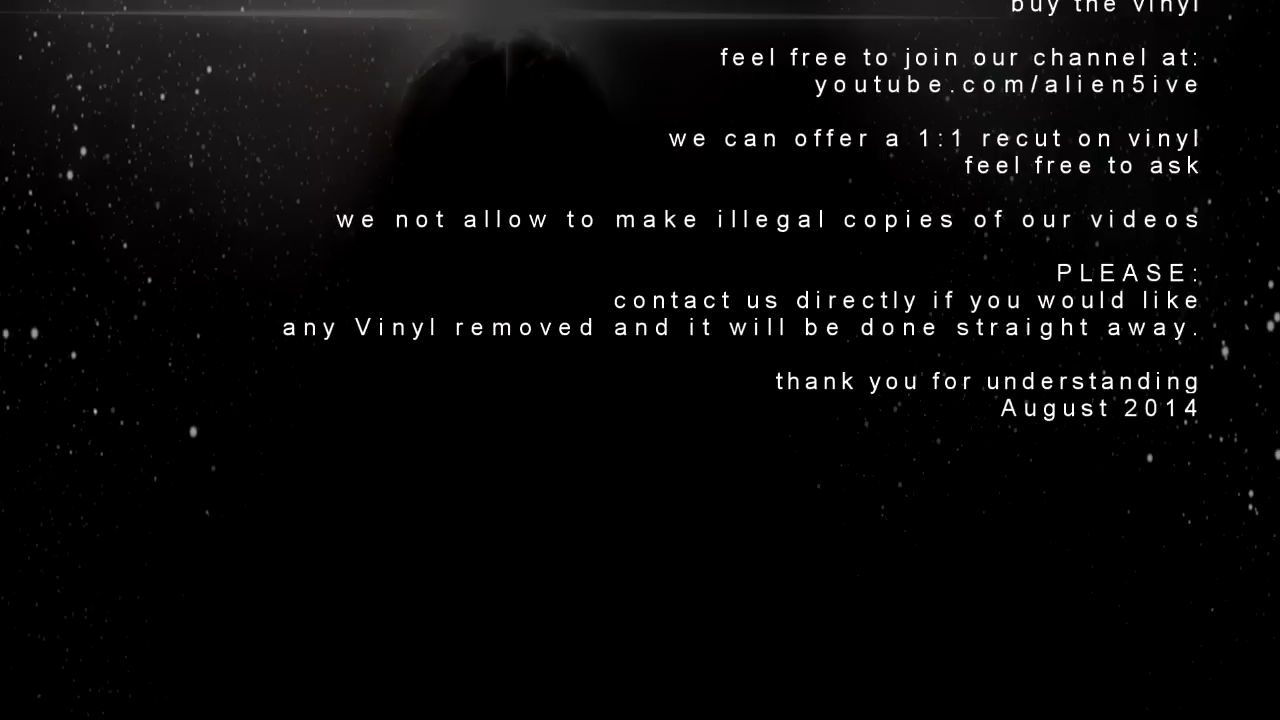 buy the vinyl
feel free to join our channel at:
youtube.com/alien5ive
we can offer a 1:1 recut on vinyl
feel free to ask
we not allow to make illegal copies of our videos
PLEASE:
contact us directly if you would like
any Vinyl removed and it will be done straight away.
thank you for understanding
August 2014